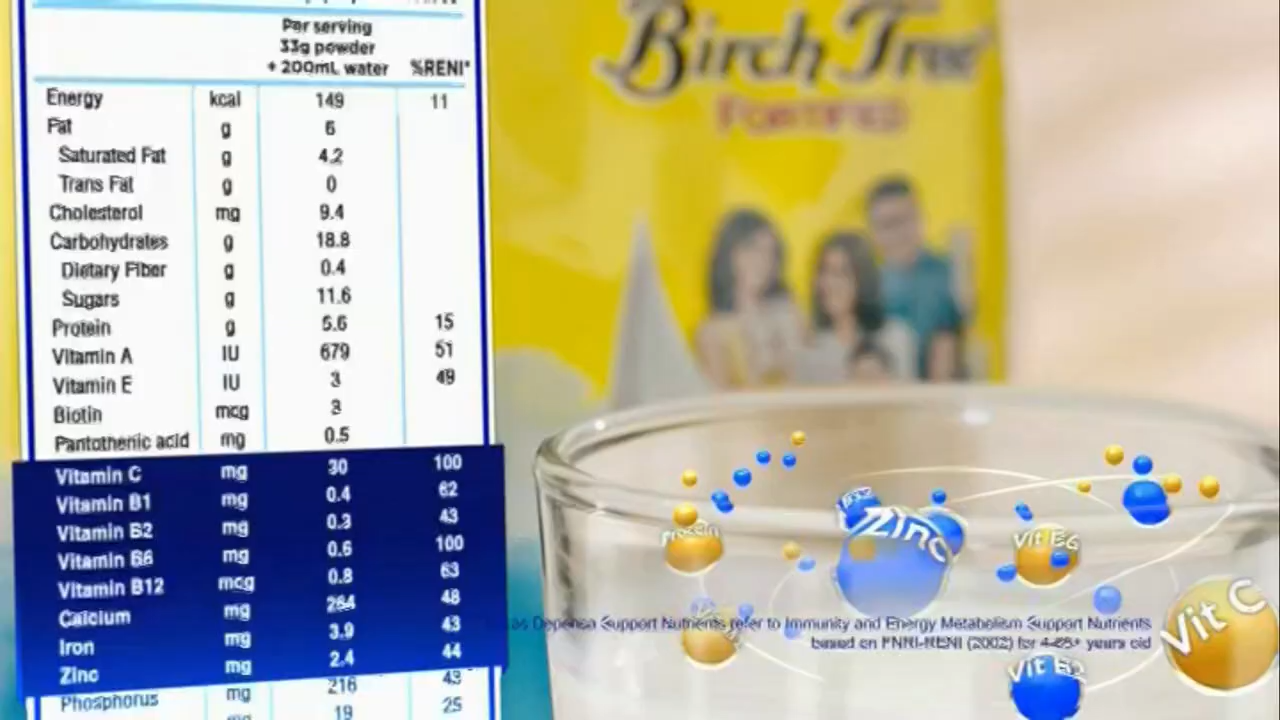 Per serving
33g powder
+ 200mL water %RENI*
Energy kcal 149 11
Fat g 6
Saturated Fat g 4.2
Trans Fat g 0
Cholesterol mg 9.4
Carbohydrates g 18.8
Dietary Fiber g 0.4
Sugars g 11.6
Protein g 5.6 15
Vitamin A IU 679 51
Vitamin E IU 3 49
Biotin mcg 3
Pantothenic acid mg 0.5
Vitamin C mg 30 100
Vitamin B1 mg 0.4 62
Vitamin B2 mg 0.3 43
Vitamin B6 mg 0.6 100
Vitamin B12 mcg 0.8 63
Calcium mg 264 48
Iron mg 3.9 43
Zinc mg 2.4 44
Phosphorus mg 216 43
mg 19 25
Birch Tree
FORTIFIED
Protein
Zinc
Vit B6
Vit C
Support Nutrients refer to Immunity and Energy Metabolism Support Nutrients
based on FNRI-RENI (2002) for years old
Vit B2